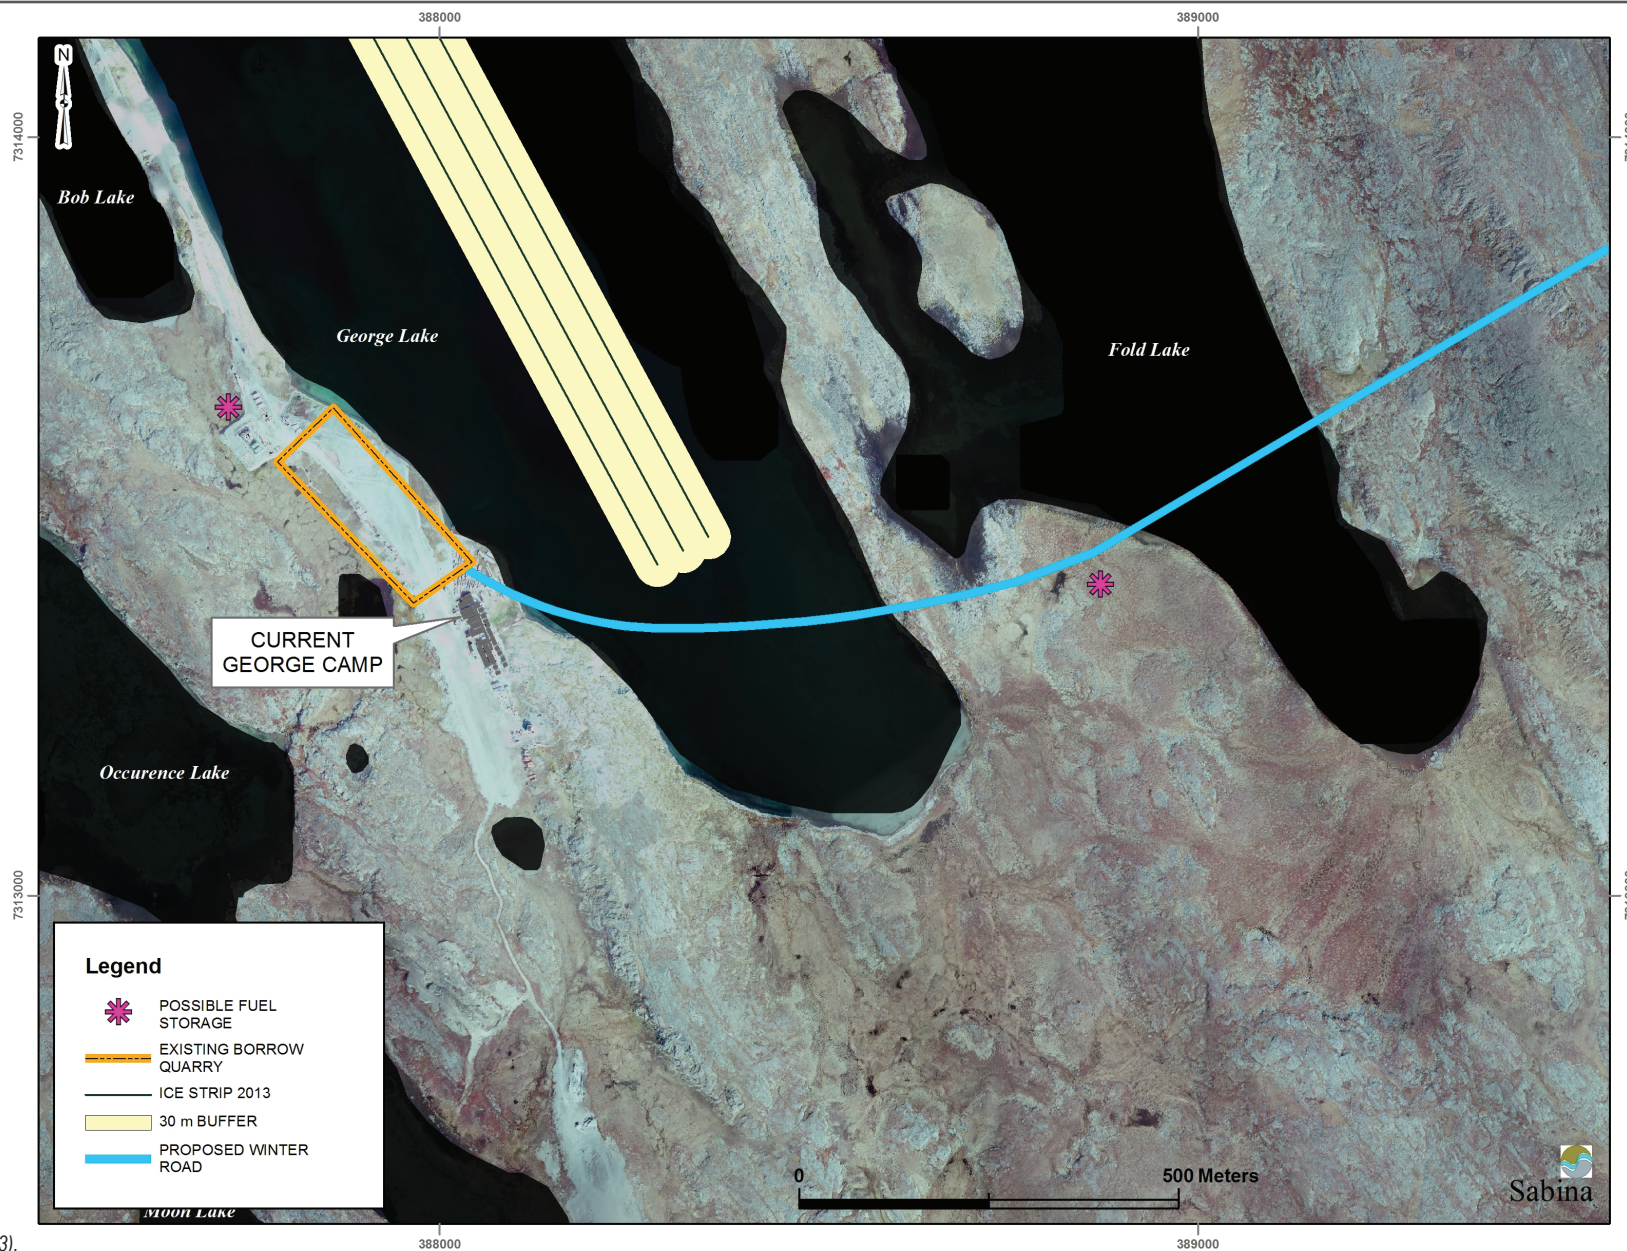 388000
389000
N
7314000
Bob Lake
George Lake
Fold Lake
CURRENT
GEORGE CAMP
Occurence Lake
7313000
Legend
POSSIBLE FUEL
STORAGE
EXISTING BORROW
QUARRY
ICE STRIP 2013
30 m BUFFER
PROPOSED WINTER
ROAD
Moon Lake
0
500 Meters
Sabina
388000
389000
3).